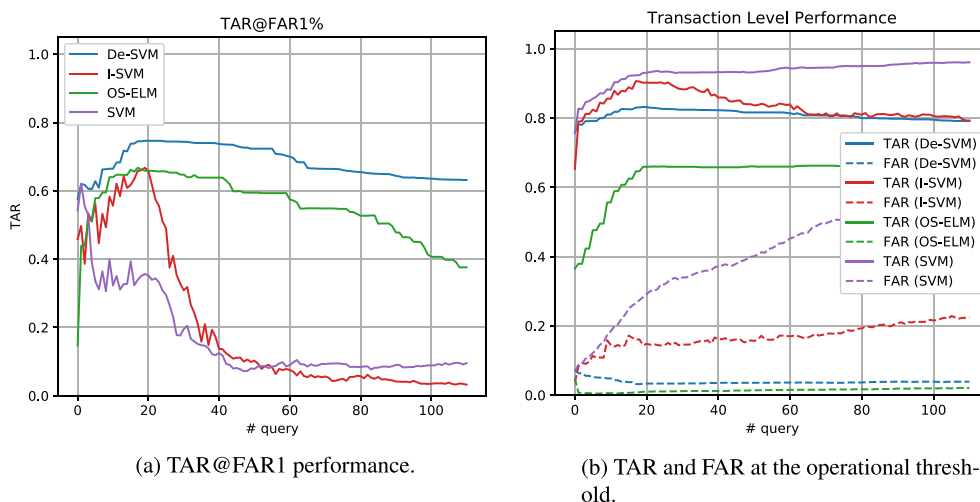 TAR@FAR1%
De-SVM
I-SVM
OS-ELM
SVM
1.0
0.8
0.6
0.4
0.2
0.0
TAR
0 20 40 60 80 100
# query
(a) TAR@FAR1 performance.
Transaction Level Performance
1.0
0.8
0.6
0.4
0.2
0.0
TAR (De-SVM)
FAR (De-SVM)
TAR (I-SVM)
FAR (I-SVM)
TAR (OS-ELM)
FAR (OS-ELM)
TAR (SVM)
FAR (SVM)
0 20 40 60 80 100
# query
(b) TAR and FAR at the operational thresh-
old.